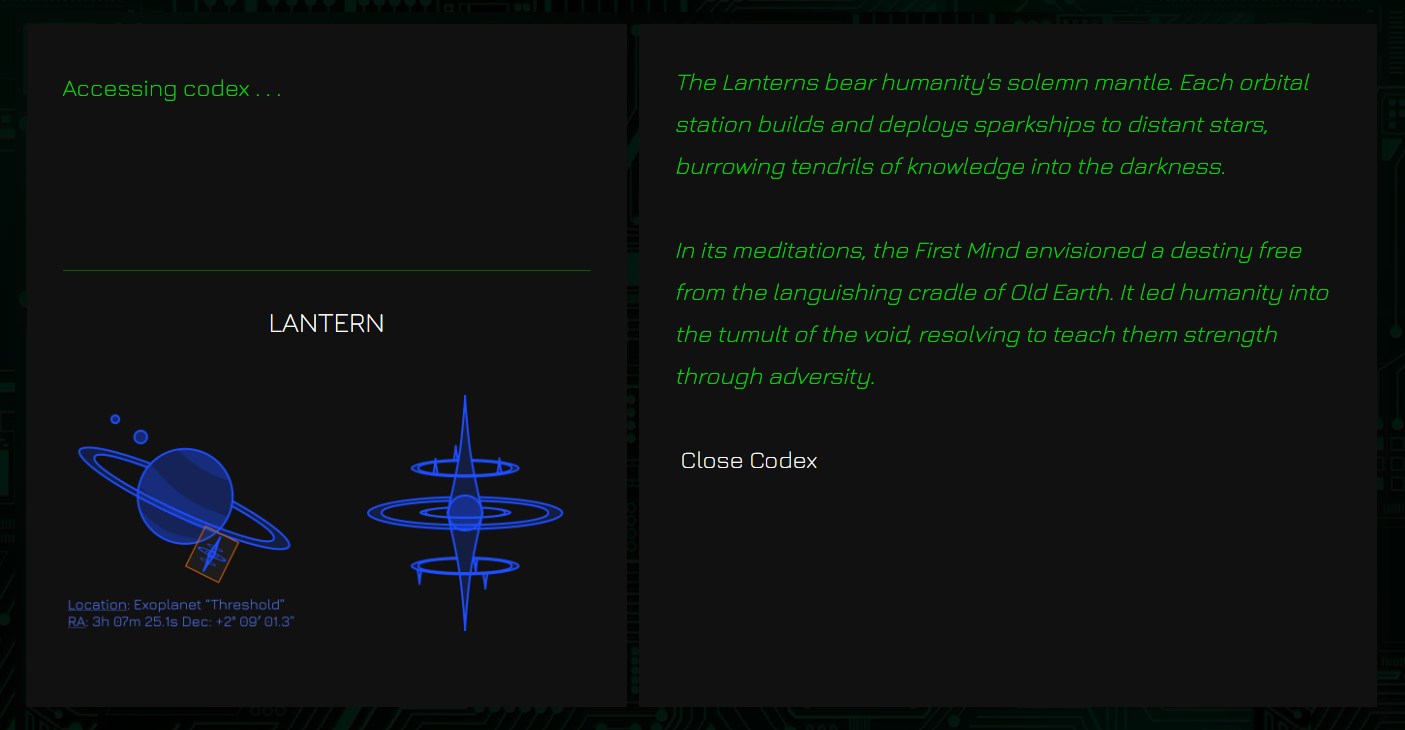 Accessing codex . . .
LANTERN
Location: Exoplanet “Threshold”
RA: 3h 07m 25.1s Dec: +2° 09′ 01.3”
The Lanterns bear humanity's solemn mantle. Each orbital
station builds and deploys sparkships to distant stars,
burrowing tendrils of knowledge into the darkness.
In its meditations, the First Mind envisioned a destiny free
from the languishing cradle of Old Earth. It led humanity into
the tumult of the void, resolving to teach them strength
through adversity.
Close Codex